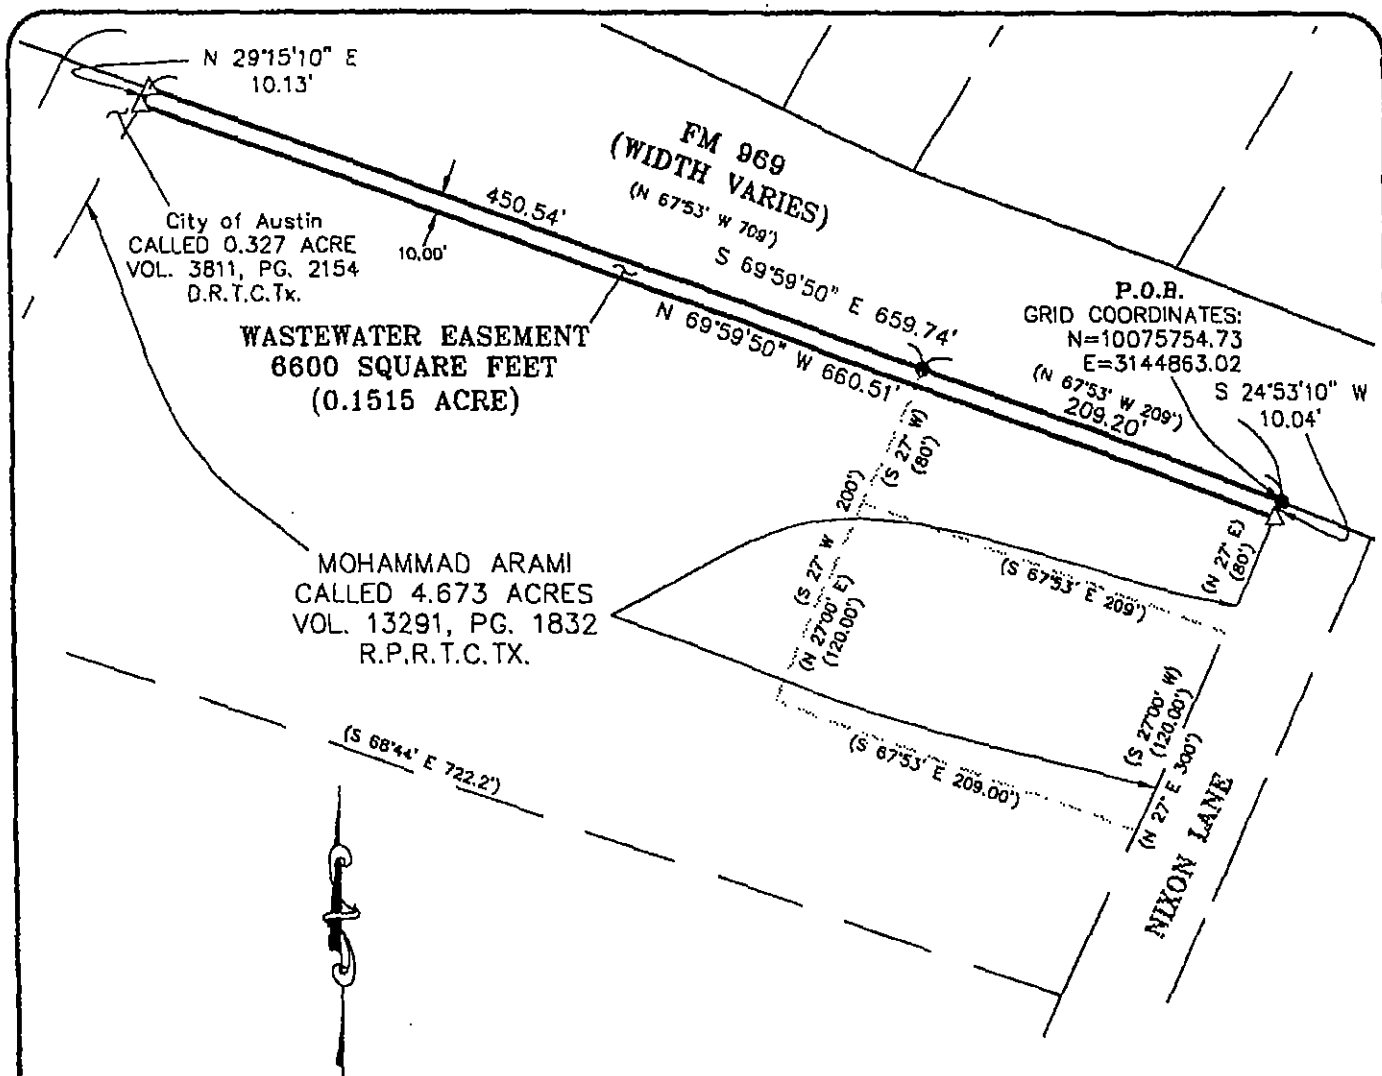 N 29°15'10" E
10.13'
FM 969
(WIDTH VARIES)
(N 67°53' W 709')
450.54'
S 69°59'50" E 659.74'
10.00'
City of Austin
CALLED 0.327 ACRE
VOL. 3811, PG. 2154
D.R.T.C.Tx.
WASTEWATER EASEMENT
6600 SQUARE FEET
(0.1515 ACRE)
N 69°59'50" W 660.51'
P.O.B.
GRID COORDINATES:
N=10075754.73
E=3144863.02
(N 67°53' W 209')
209.20'
S 24°53'10" W
10.04'
(S 27° W)
(80')
(S 27° W 200')
(N 27°00' E)
(120.00')
(N 27° E)
(80')
(S 67°53' E 209')
MOHAMMAD ARAMI
CALLED 4.673 ACRES
VOL. 13291, PG. 1832
R.P.R.T.C.TX.
(S 27°00' W)
(120.00')
(N 27° E 300')
(S 67°53' E 209.00')
(S 68°44' E 722.2')
NIXON LANE